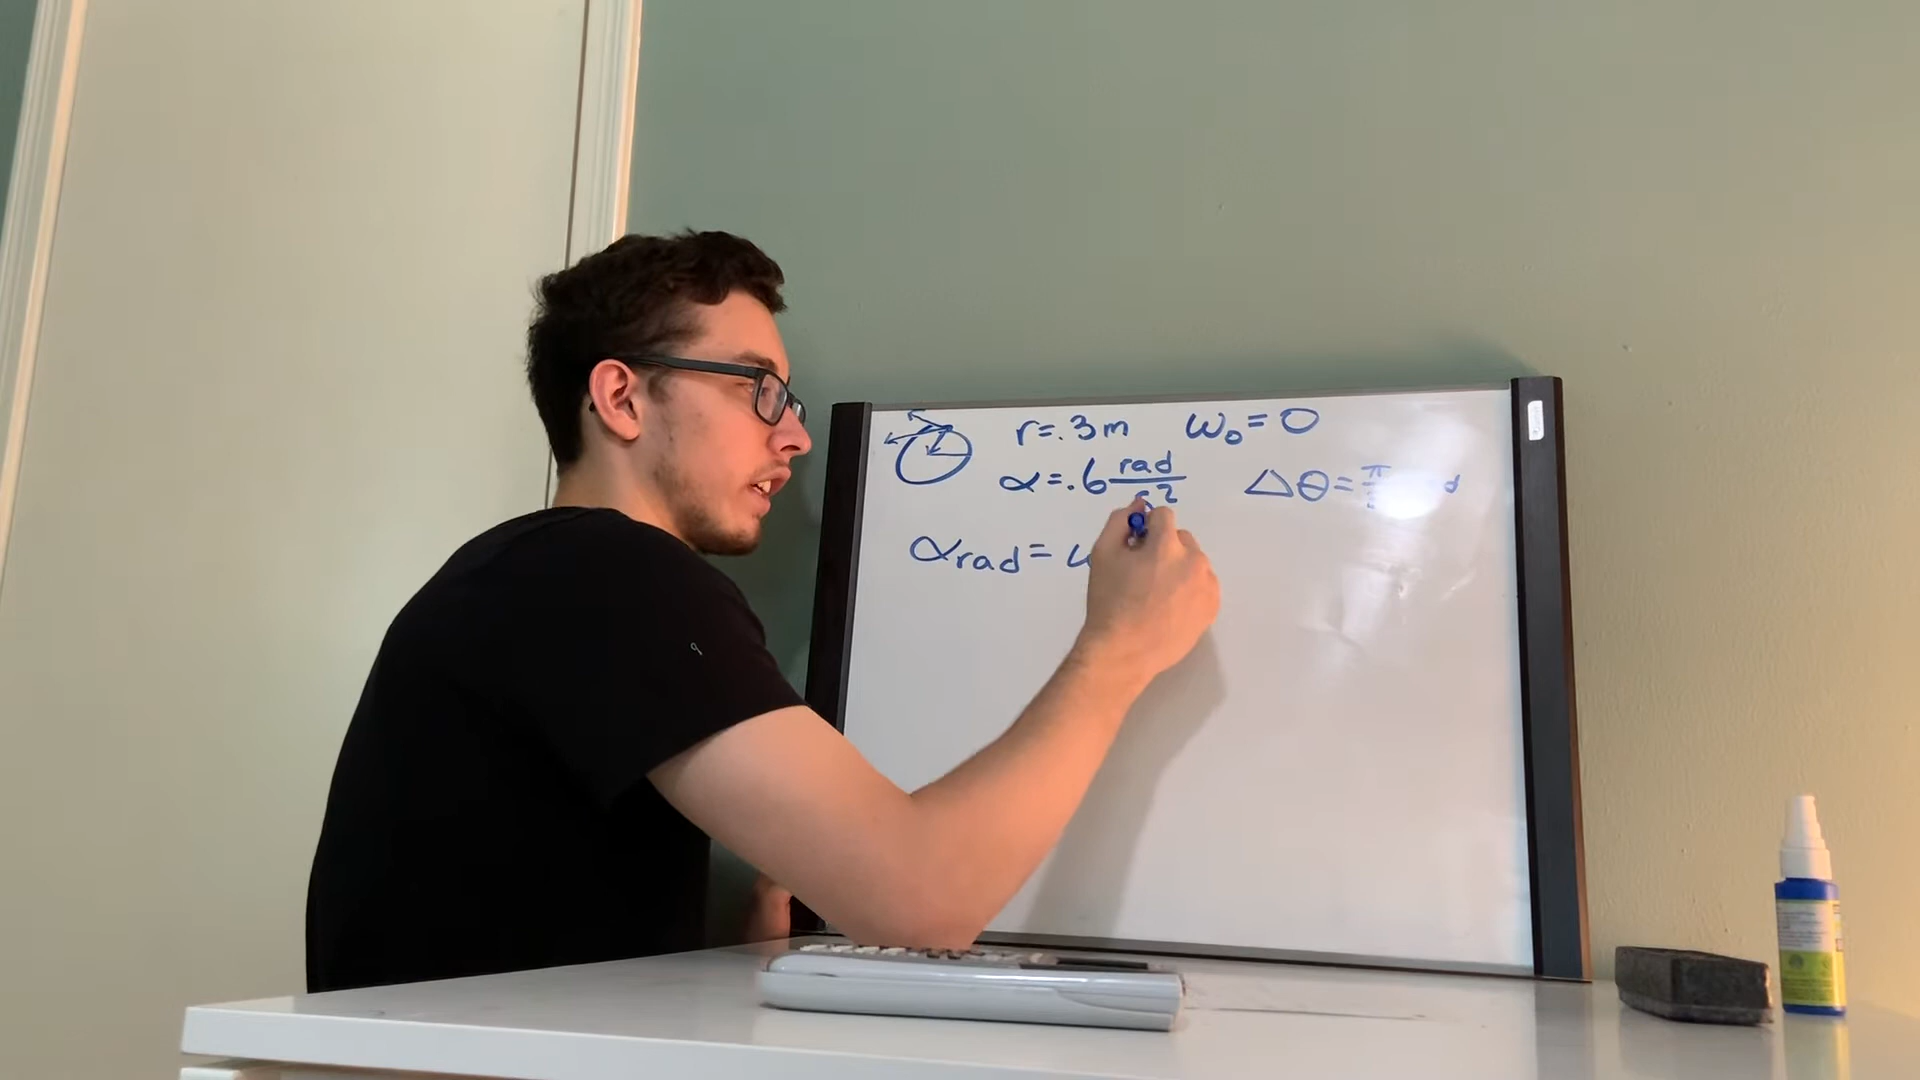 r=.3m ω₀=0
α=.6 rad/s² Δθ=π
αrad= ω